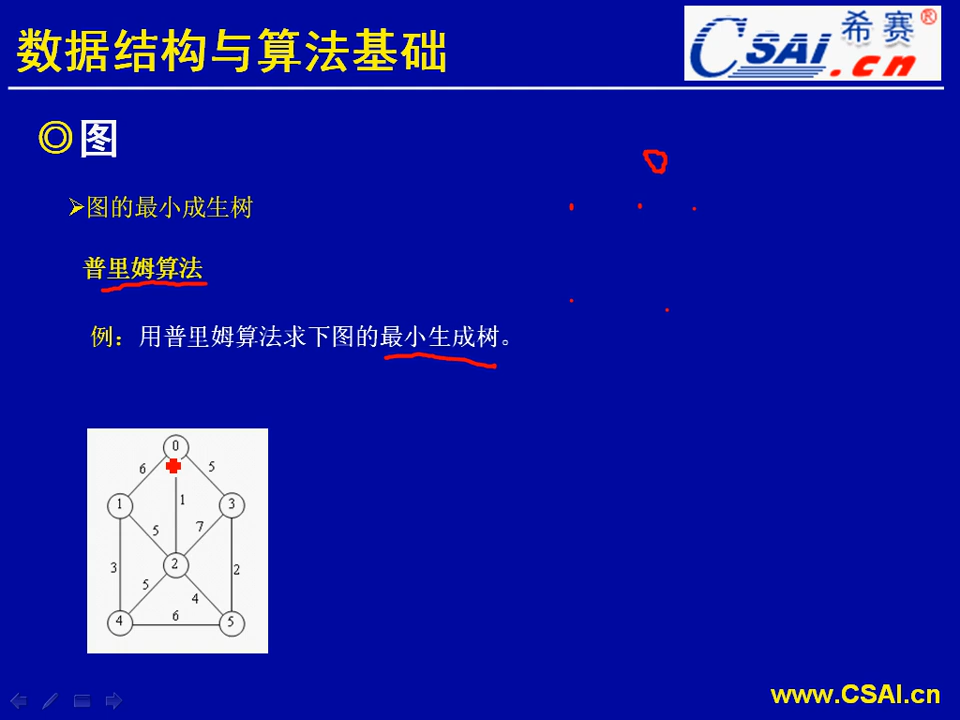 数据结构与算法基础
CSAI 希赛®
.cn
◎图
➢图的最小成生树
普里姆算法
例：用普里姆算法求下图的最小生成树。
0
6 5
1 1 3
5 7
3 2 2
5 4
4 6 5
www.CSAI.cn